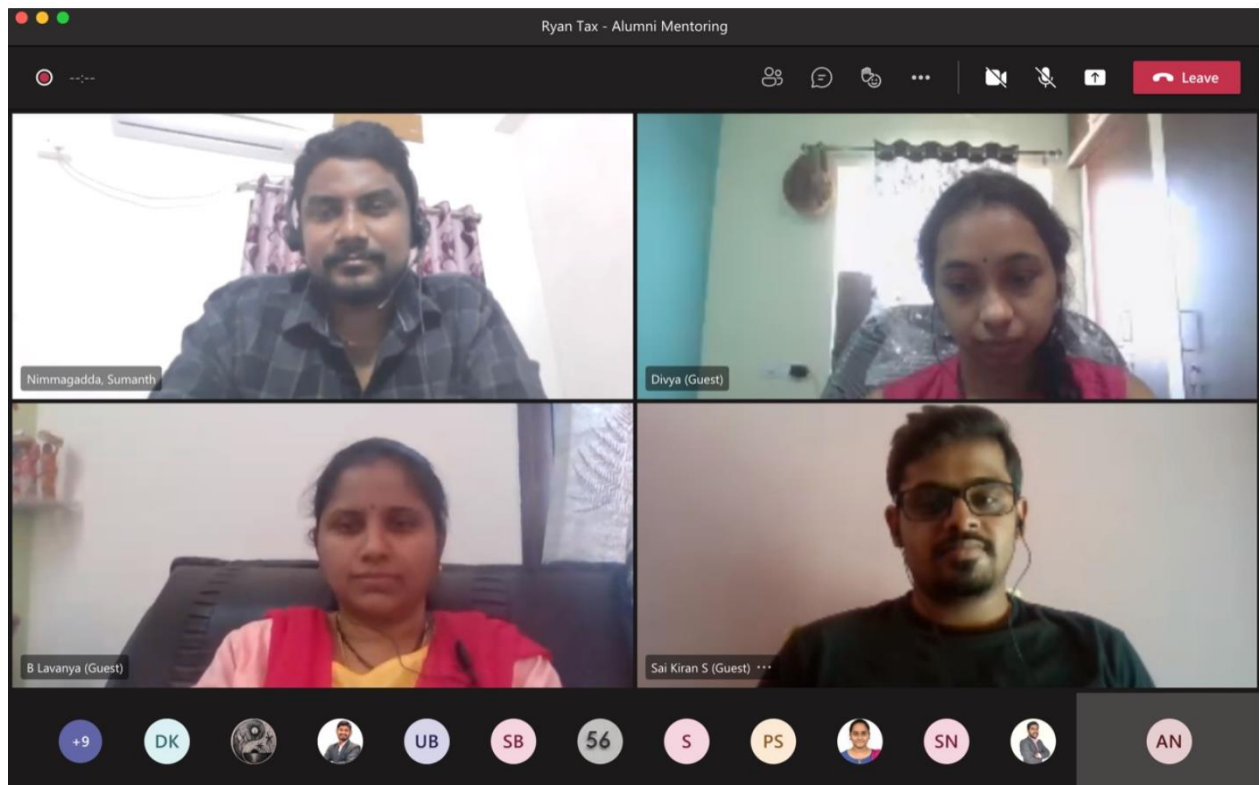 Ryan Tax - Alumni Mentoring
--:--
Leave
Nimmagadda, Sumanth
Divya (Guest)
B Lavanya (Guest)
Sai Kiran S (Guest) ···
+9 DK UB SB 56 S PS SN AN